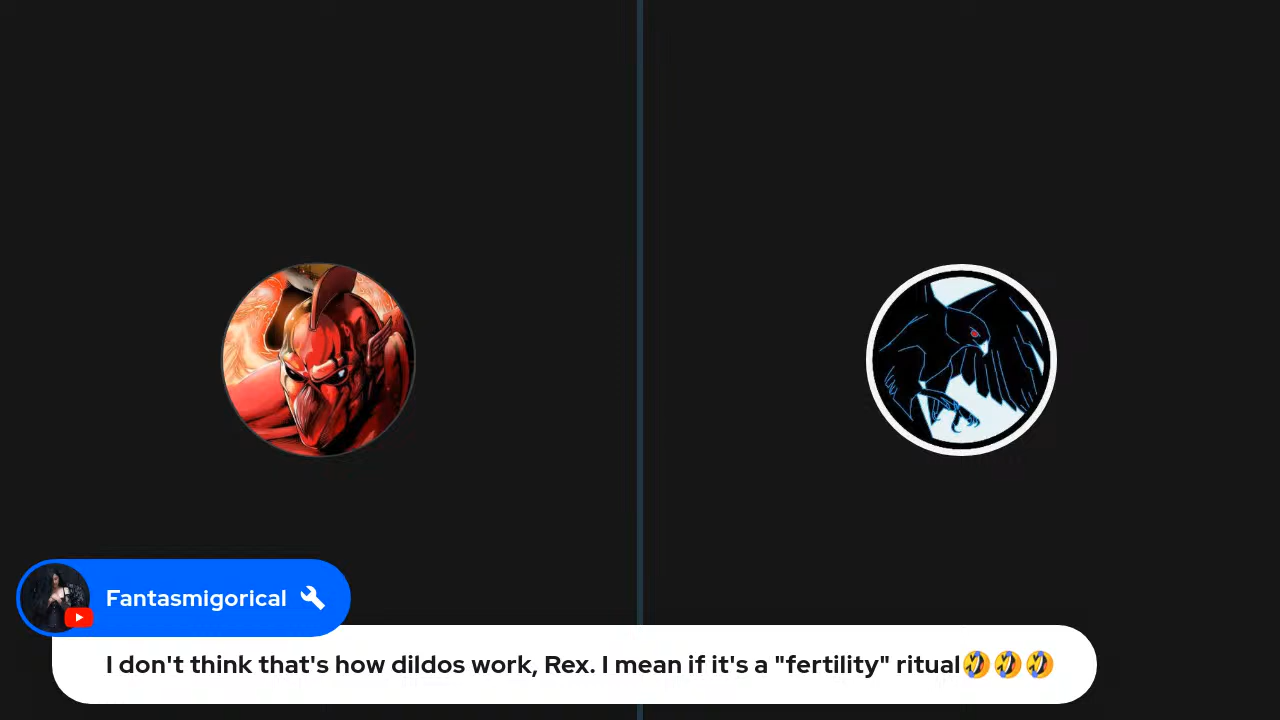 Fantasmigorical
I don't think that's how dildos work, Rex. I mean if it's a "fertility" ritual🤣🤣🤣